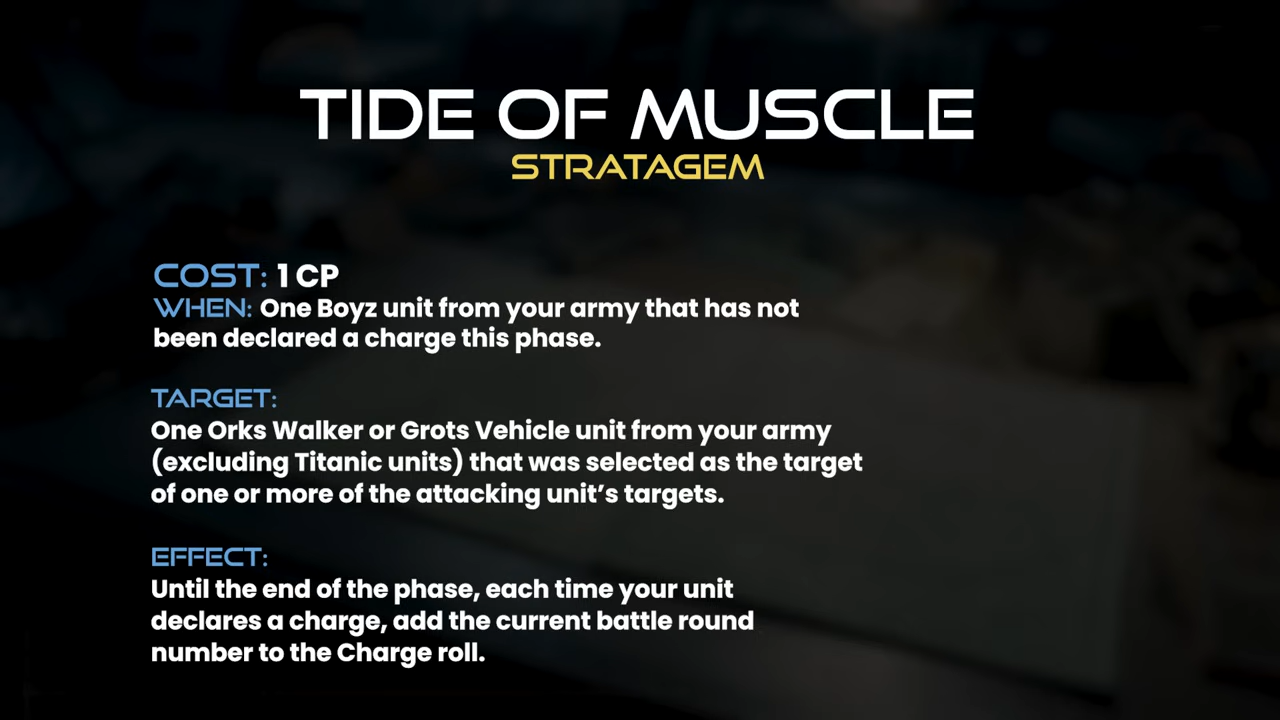 TIDE OF MUSCLE
STRATAGEM
COST: 1 CP
WHEN: One Boyz unit from your army that has not
been declared a charge this phase.
TARGET:
One Orks Walker or Grots Vehicle unit from your army
(excluding Titanic units) that was selected as the target
of one or more of the attacking unit's targets.
EFFECT:
Until the end of the phase, each time your unit
declares a charge, add the current battle round
number to the Charge roll.